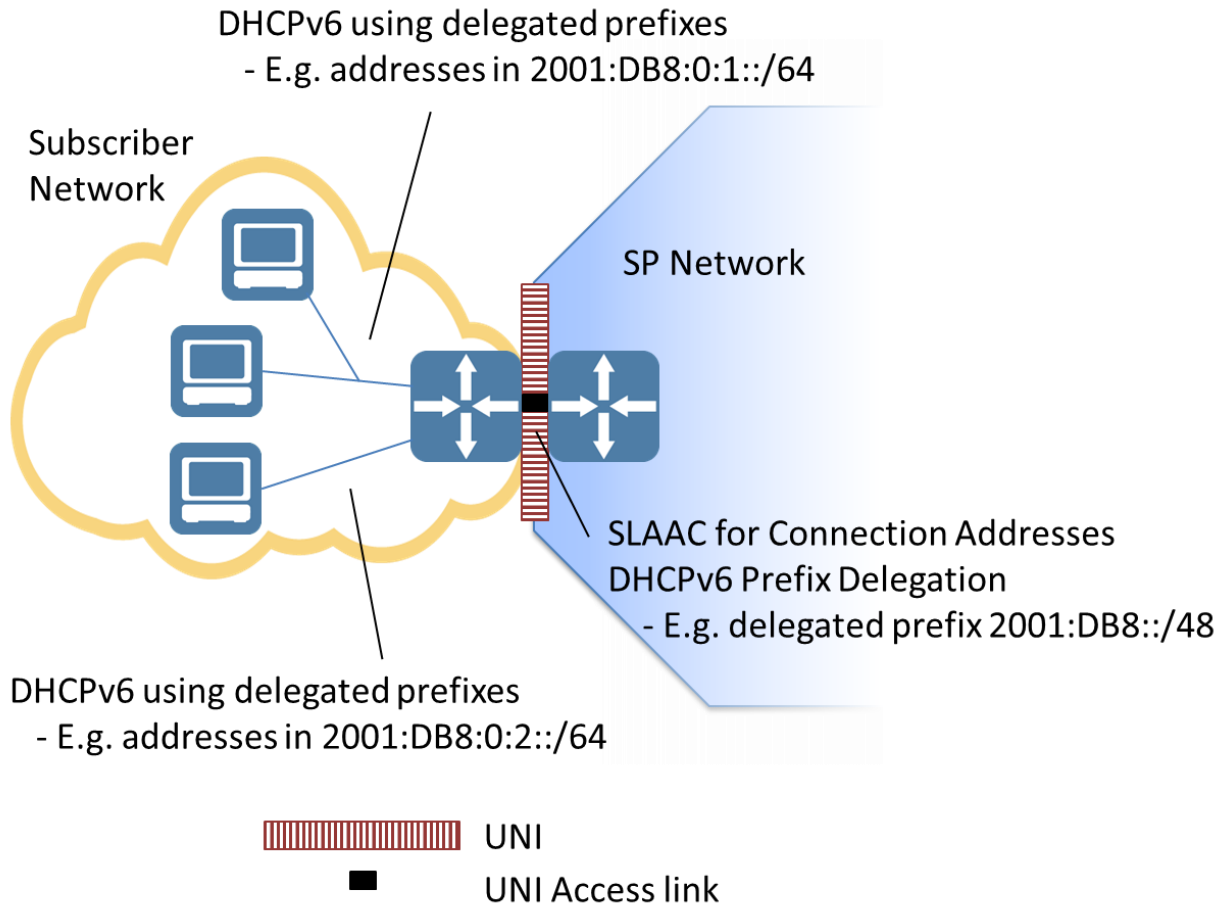 DHCPv6 using delegated prefixes
- E.g. addresses in 2001:DB8:0:1::/64
Subscriber
Network
SP Network
SLAAC for Connection Addresses
DHCPv6 Prefix Delegation
- E.g. delegated prefix 2001:DB8::/48
DHCPv6 using delegated prefixes
- E.g. addresses in 2001:DB8:0:2::/64
UNI
UNI Access link